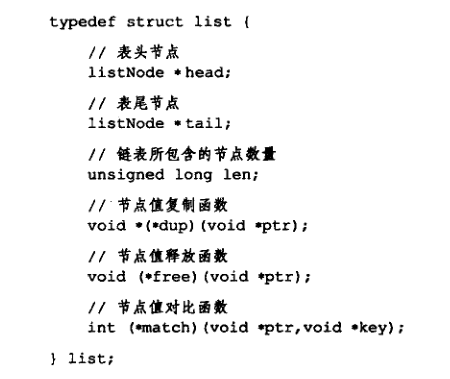 typedef struct list {
// 表头节点
listNode *head;
// 表尾节点
listNode *tail;
// 链表所包含的节点数量
unsigned long len;
// 节点值复制函数
void *(*dup)(void *ptr);
// 节点值释放函数
void (*free)(void *ptr);
// 节点值对比函数
int (*match)(void *ptr,void *key);
} list;